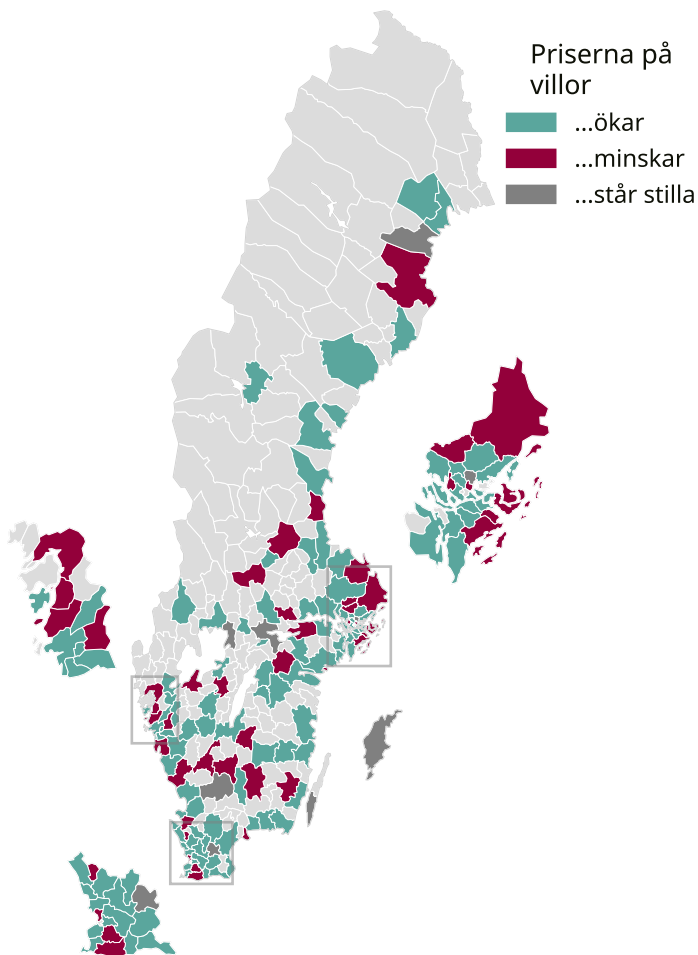 Priserna på
villor
...ökar
...minskar
...står stilla